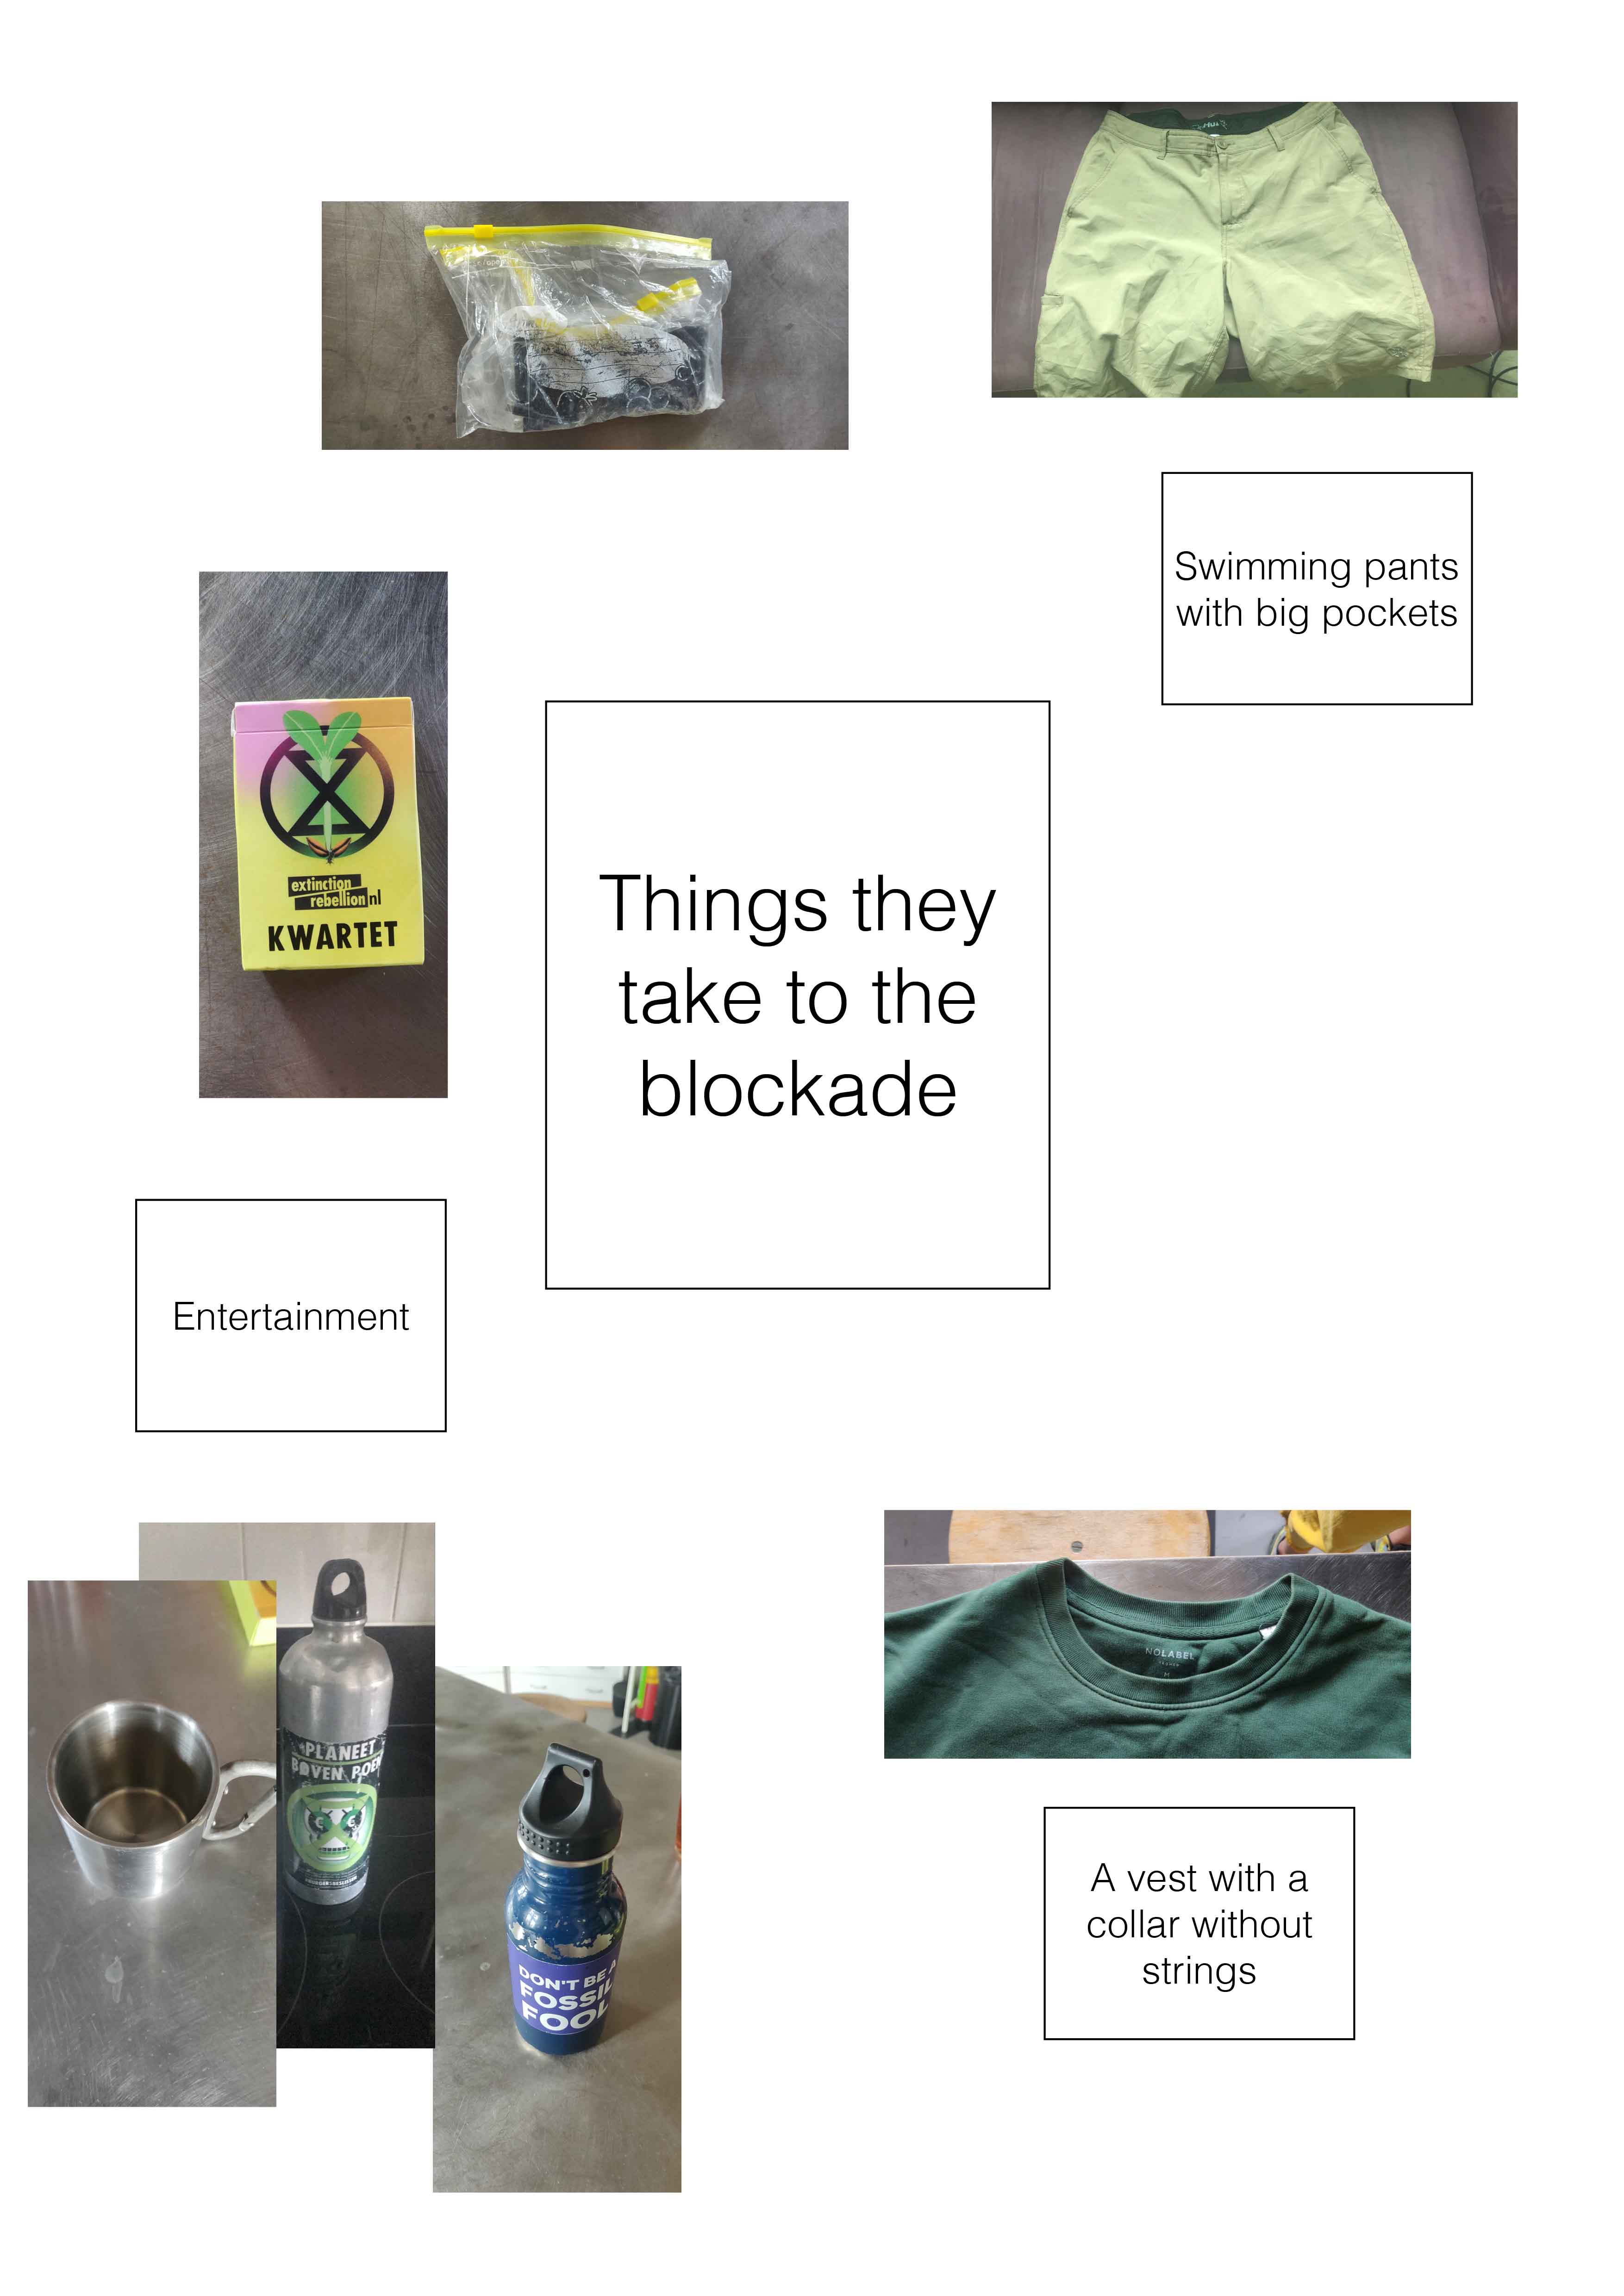 Swimming pants
with big pockets
extinction
rebellion nl
KWARTET
Things they
take to the
blockade
Entertainment
PLANEET
BOVEN POEN
DON'T BE A
FOSSIL
FOOL
NOLABEL
M
A vest with a
collar without
strings